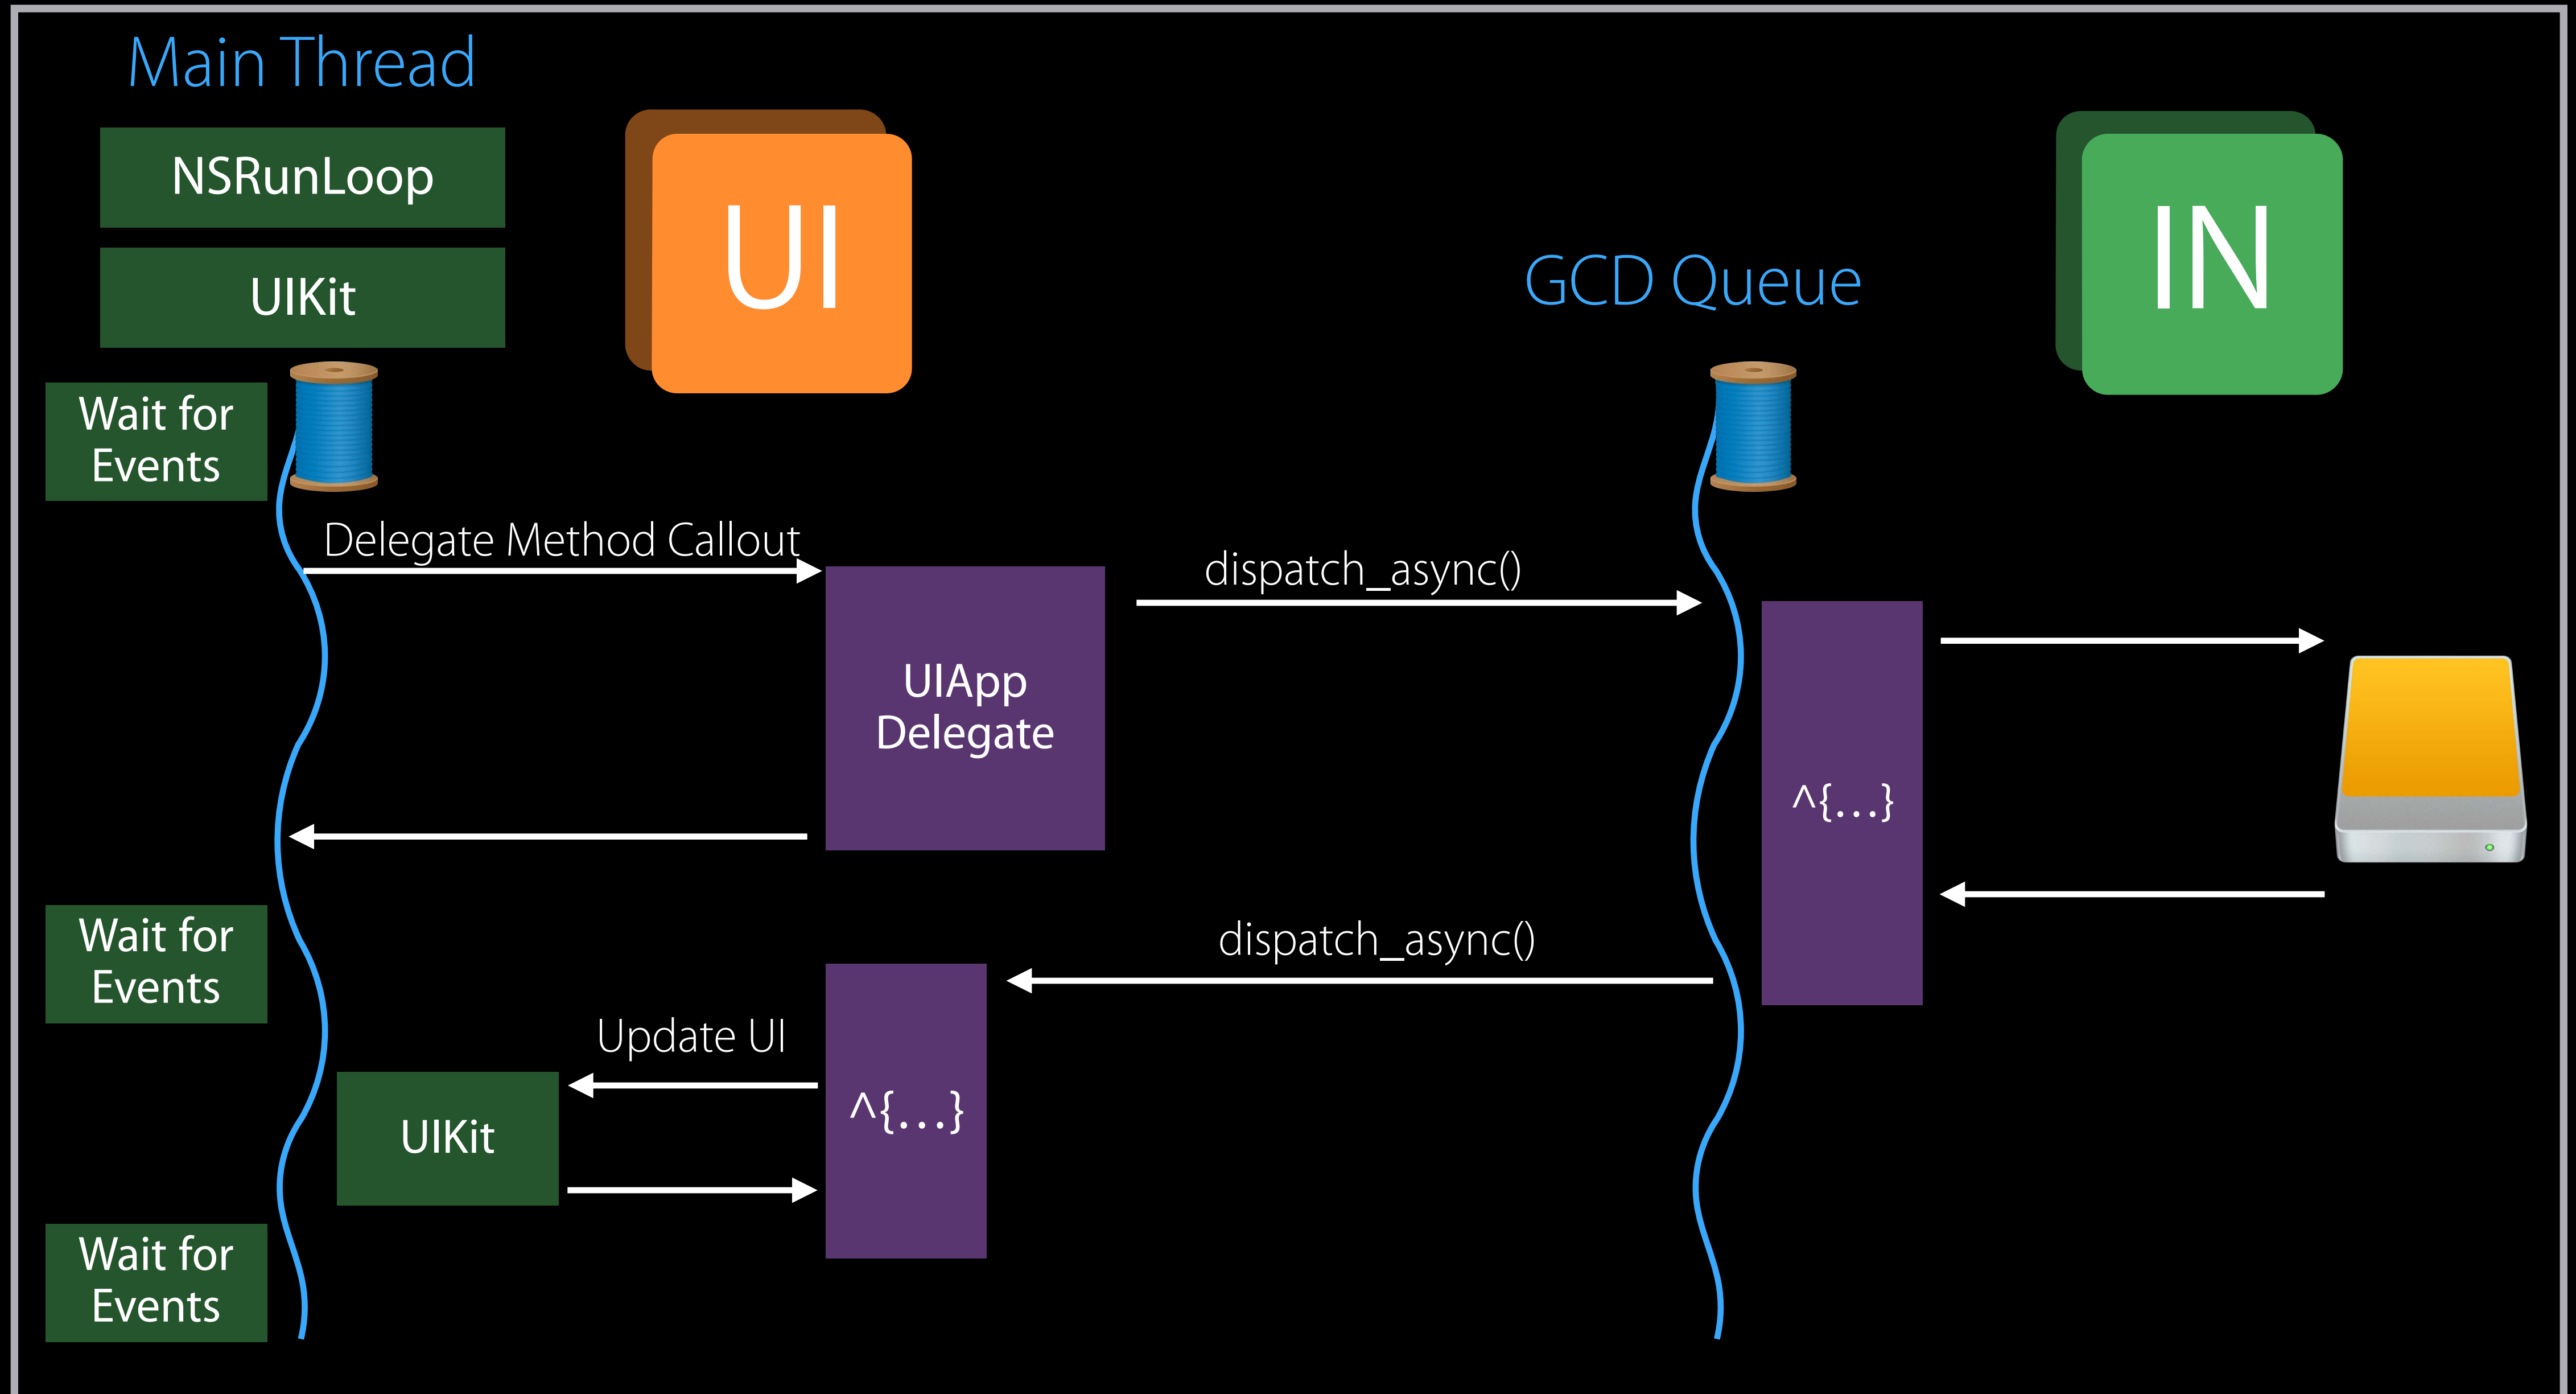 Main Thread
NSRunLoop
UIKit
UI
GCD Queue
IN
Wait for
Events
Delegate Method Callout
dispatch_async()
UIApp
Delegate
^{...}
Wait for
Events
dispatch_async()
Update UI
UIKit
^{...}
Wait for
Events